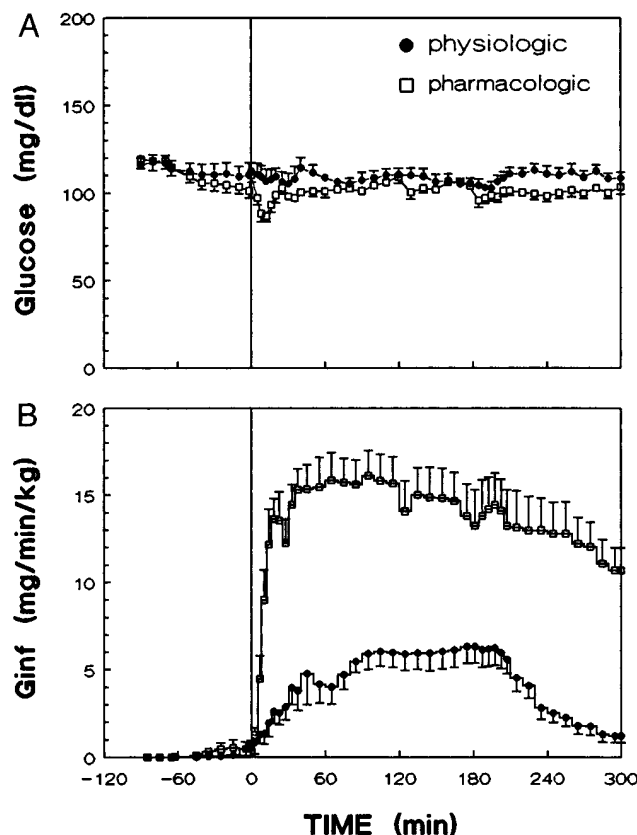 A
200
physiologic
pharmacologic
150
100
50
0
Glucose (mg/dl)
B
20
15
10
5
0
Ginf (mg/min/kg)
-120
-60
0
60
120
180
240
300
TIME (min)